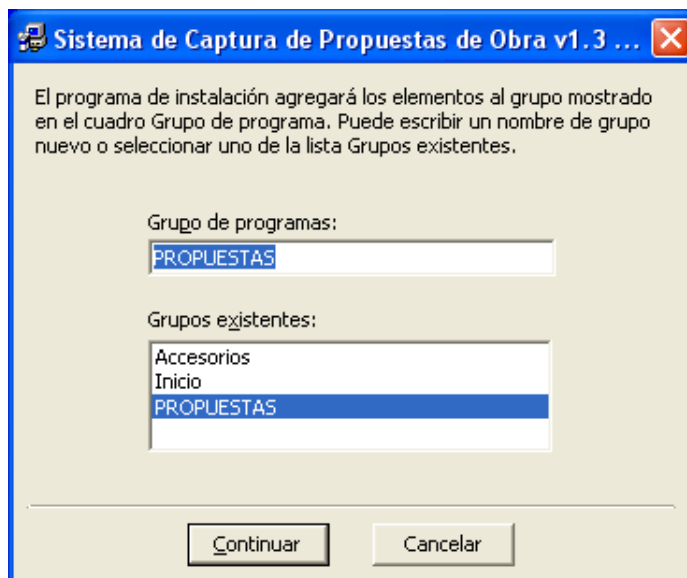 Sistema de Captura de Propuestas de Obra v1.3 ...
El programa de instalación agregará los elementos al grupo mostrado
en el cuadro Grupo de programa. Puede escribir un nombre de grupo
nuevo o seleccionar uno de la lista Grupos existentes.
Grupo de programas:
PROPUESTAS
Grupos existentes:
Accesorios
Inicio
PROPUESTAS
Continuar Cancelar